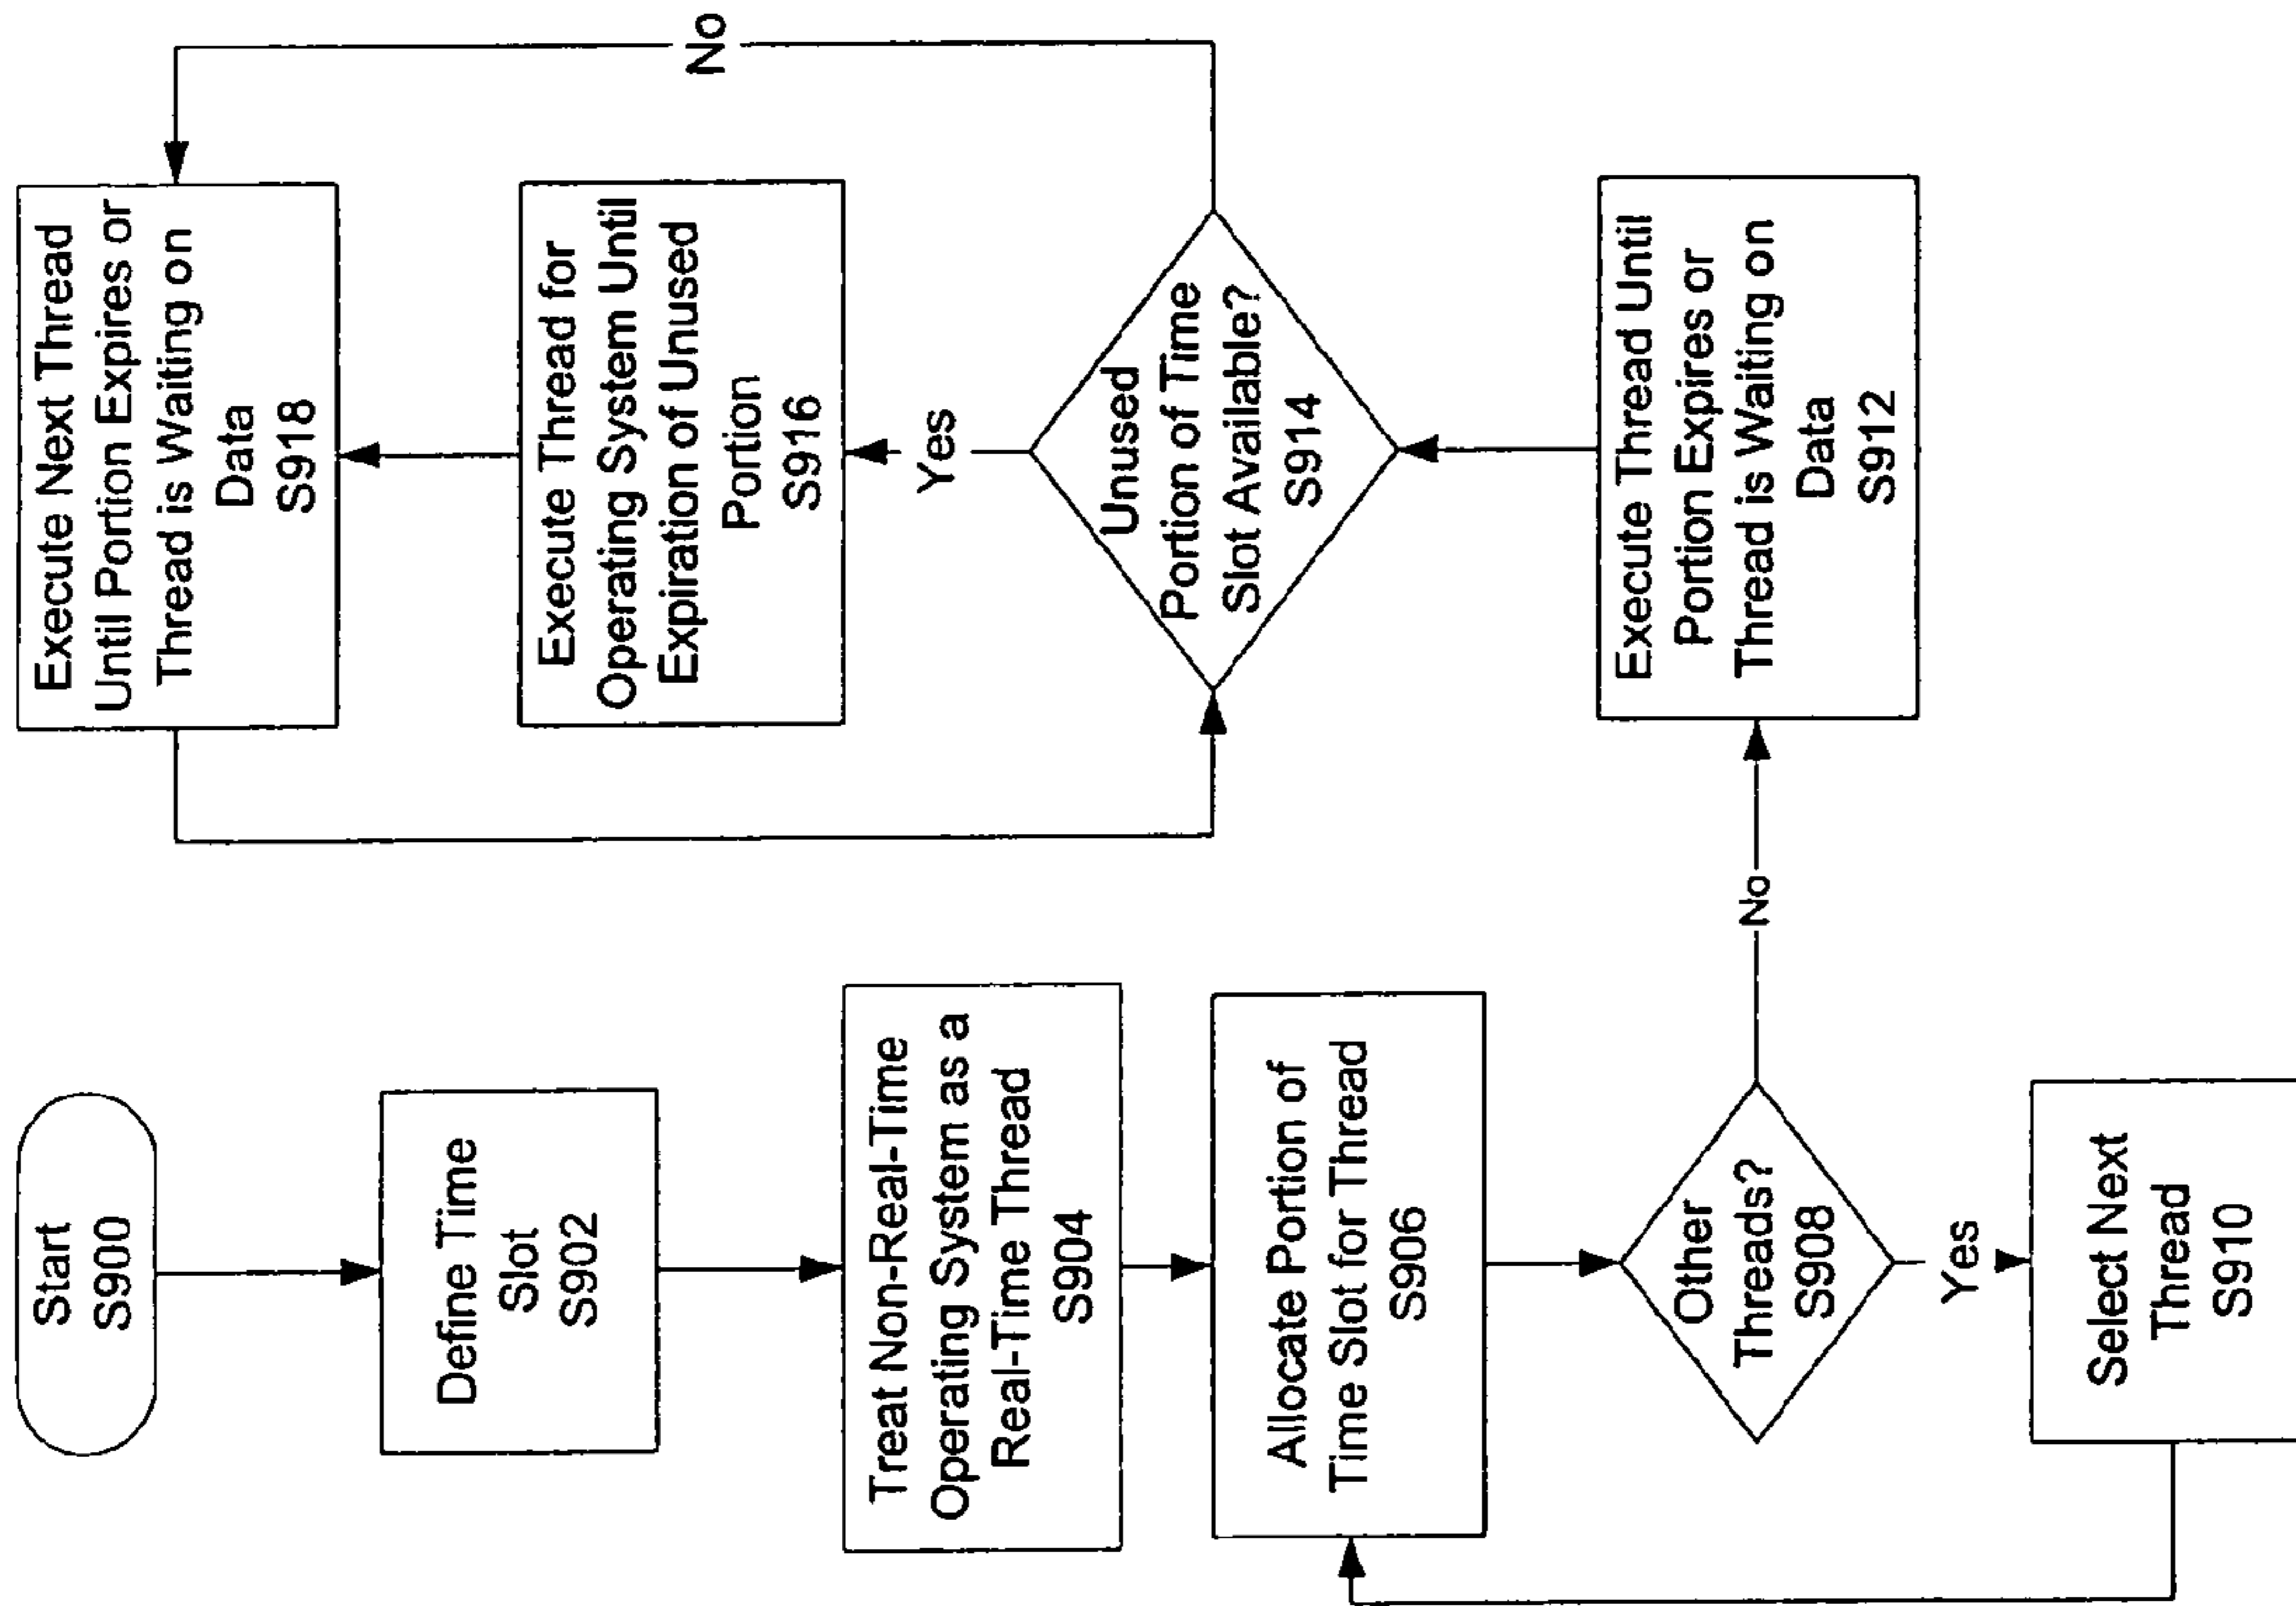 Start
S900
Define Time
Slot
S902
Treat Non-Real-Time
Operating System as a
Real-Time Thread
S904
Allocate Portion of
Time Slot for Thread
S906
Other
Threads?
S908
Yes
Select Next
Thread
S910
No
Execute Thread Until
Portion Expires or
Thread is Waiting on
Data
S912
Unused
Portion of Time
Slot Available?
S914
Yes
Execute Thread for
Operating System Until
Expiration of Unused
Portion
S916
No
Execute Next Thread
Until Portion Expires or
Thread is Waiting on
Data
S918